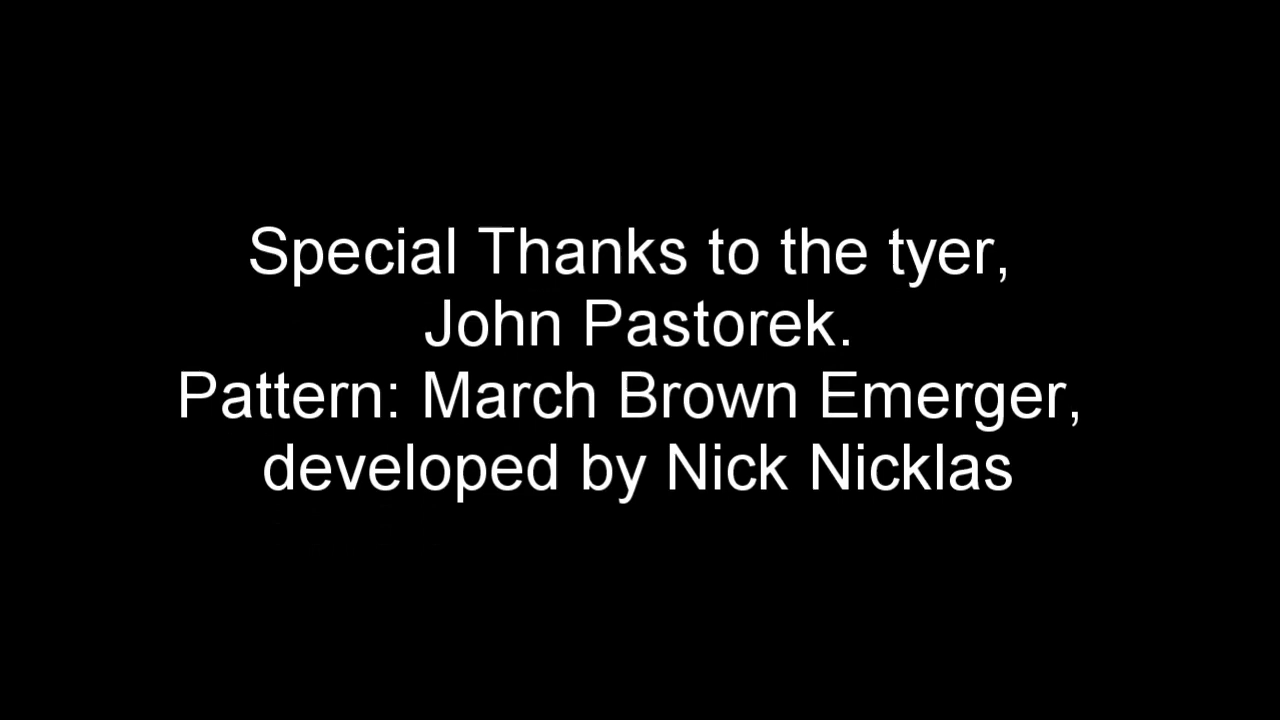 Special Thanks to the tyer,
John Pastorek.
Pattern: March Brown Emerger,
developed by Nick Nicklas